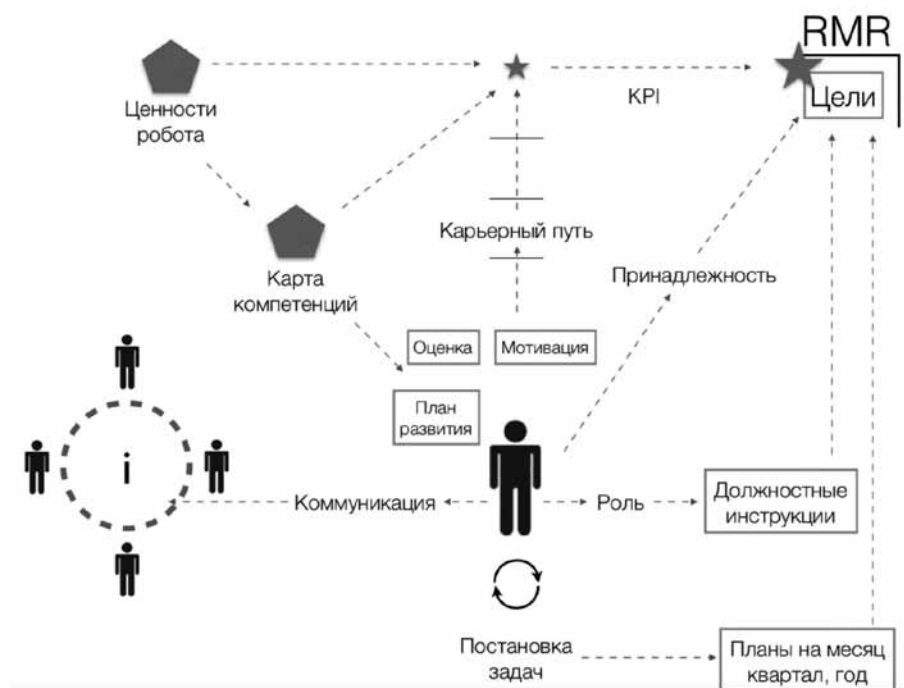 RMR
Ценности
робота
KPI
Цели
Карьерный путь
Карта
компетенций
Принадлежность
Оценка
Мотивация
План
развития
i
Коммуникация
Роль
Должностные
инструкции
Постановка
задач
Планы на месяц
квартал, год